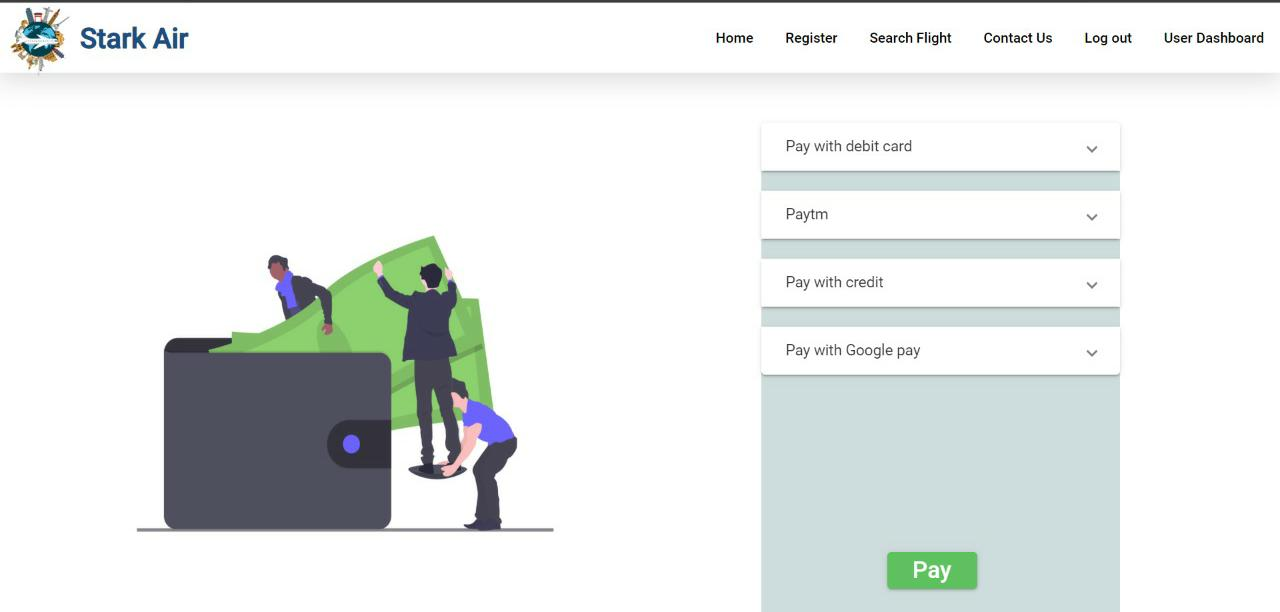 Stark Air
Home Register Search Flight Contact Us Log out User Dashboard
Pay with debit card
Paytm
Pay with credit
Pay with Google pay
Pay